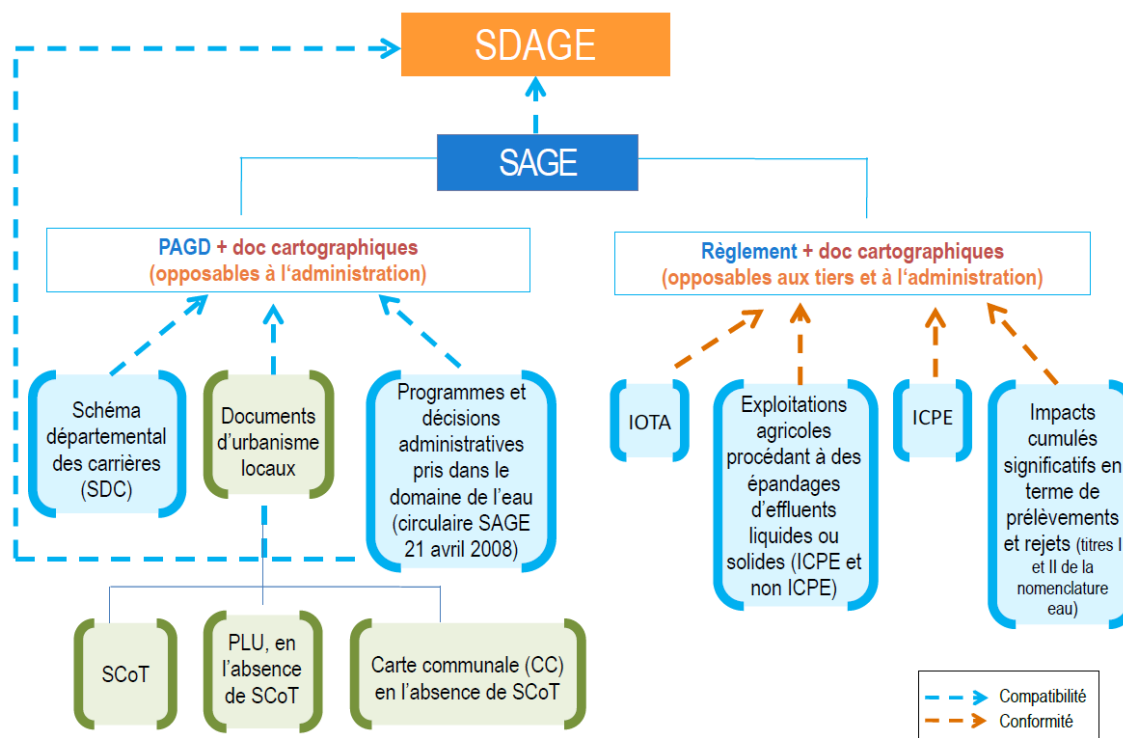 SDAGE
SAGE
PAGD + doc cartographiques
(opposables à l'administration)
Règlement + doc cartographiques
(opposables aux tiers et à l'administration)
Schéma
départemental
des carrières
(SDC)
Documents
d'urbanisme
locaux
Programmes et
décisions
administratives
pris dans le
domaine de l'eau
(circulaire SAGE
21 avril 2008)
IOTA
Exploitations
agricoles
procédant à des
épandages
d'effluents
liquides ou
solides (ICPE et
non ICPE)
ICPE
Impacts
cumulés
significatifs en
terme de
prélèvements
et rejets (titres I
et II de la
nomenclature
eau)
SCoT
PLU, en
l'absence
de SCoT
Carte communale (CC)
en l'absence de SCoT
Compatibilité
Conformité